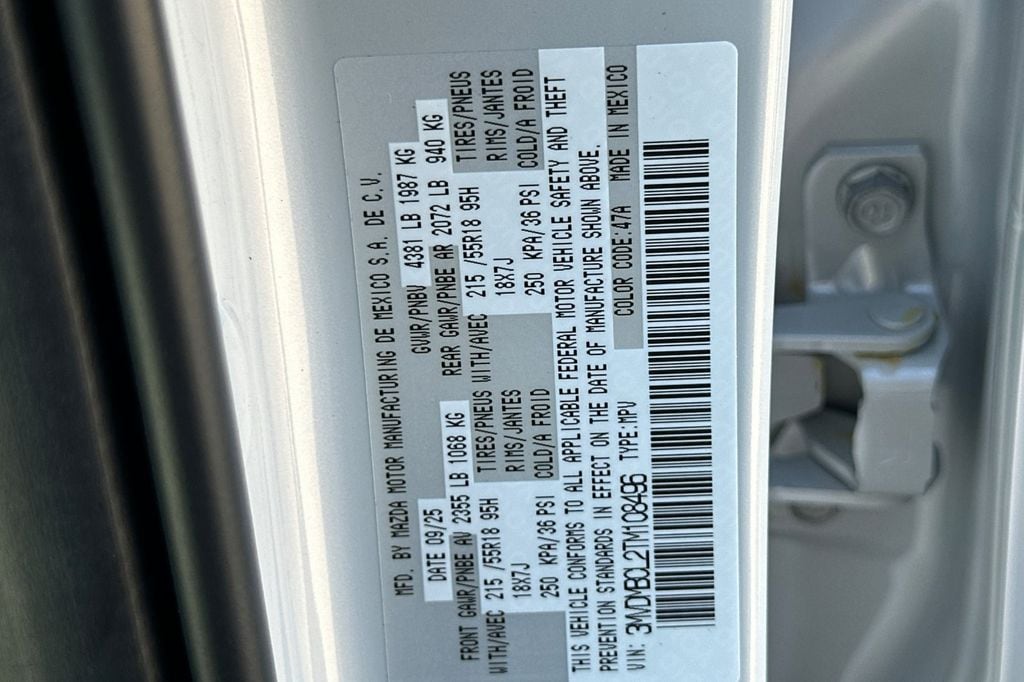 MFD. BY MAZDA MOTOR MANUFACTURING DE MEXICO S.A. DE C.V.
DATE 09/25 GVWR/PNBV 4381 LB 1987 KG
FRONT GAWR/PNBE AV 2355 LB 1068 KG REAR GAWR/PNBE AR 2072 LB 940 KG
WITH/AVEC 215 /55R18 95H TIRES/PNEUS WITH/AVEC 215 /55R18 95H TIRES/PNEUS
18X7J RIMS/JANTES 18X7J RIMS/JANTES
250 KPA/36 PSI COLD/A FROID 250 KPA/36 PSI COLD/A FROID
THIS VEHICLE CONFORMS TO ALL APPLICABLE FEDERAL MOTOR VEHICLE SAFETY AND THEFT
PREVENTION STANDARDS IN EFFECT ON THE DATE OF MANUFACTURE SHOWN ABOVE.
VIN: 3MVDMBCL2TM108496 TYPE:MPV COLOR CODE:47A MADE IN MEXICO